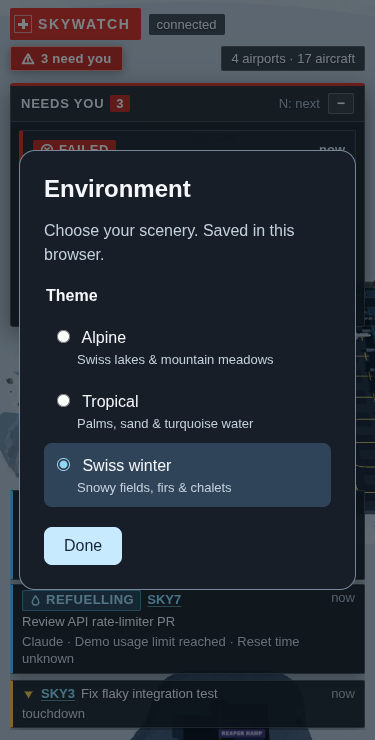 SKYWATCH connected
3 need you 4 airports · 17 aircraft
NEEDS YOU 3 N: next −
FAILED now
Environment
Choose your scenery. Saved in this
browser.
Theme
Alpine
Swiss lakes & mountain meadows
Tropical
Palms, sand & turquoise water
Swiss winter
Snowy fields, firs & chalets
Done
REFUELLING SKY7 now
Review API rate-limiter PR
Claude · Demo usage limit reached · Reset time
unknown
SKY3 Fix flaky integration test now
touchdown
REAPER RAMP